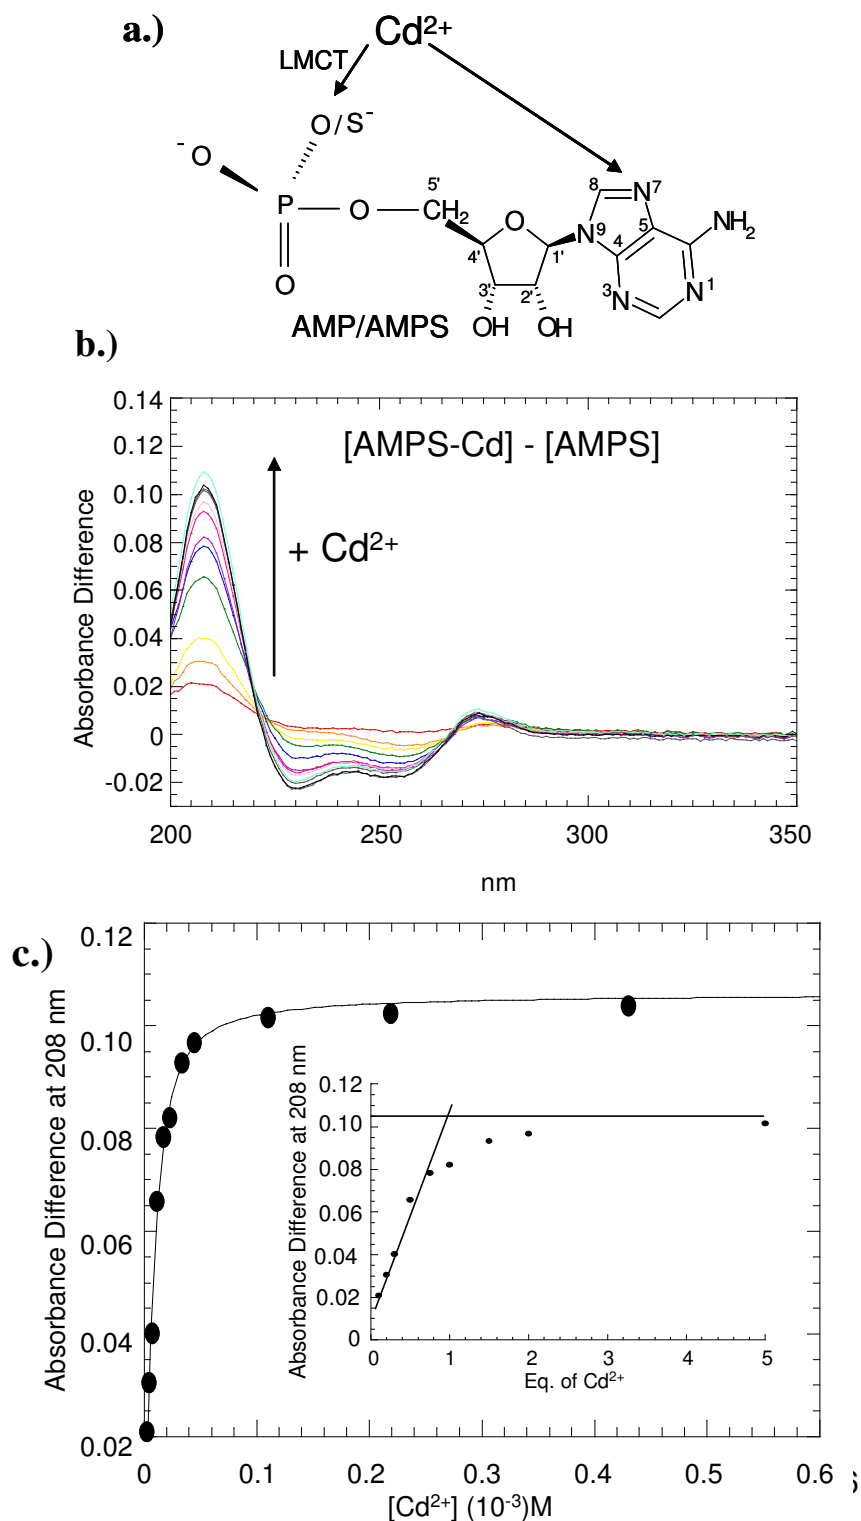 a.)
Cd²⁺
LMCT
O/S⁻
⁻O
P
O
O
5'
CH₂
4'
3'
2'
1'
O
OH
OH
8
N 7
N
9
5
4
3 N
N 1
NH₂
AMP/AMPS
b.)
[AMPS-Cd] - [AMPS]
+ Cd²⁺
Absorbance Difference
0.14
0.12
0.10
0.08
0.06
0.04
0.02
0
-0.02
200
250
300
350
nm
c.)
Absorbance Difference at 208 nm
0.12
0.10
0.08
0.06
0.04
0.02
0
0.1
0.2
0.3
0.4
0.5
0.6
[Cd²⁺] (10⁻³)M
Absorbance Difference at 208 nm
0.12
0.10
0.08
0.06
0.04
0.02
0
0
1
2
3
4
5
Eq. of Cd²⁺